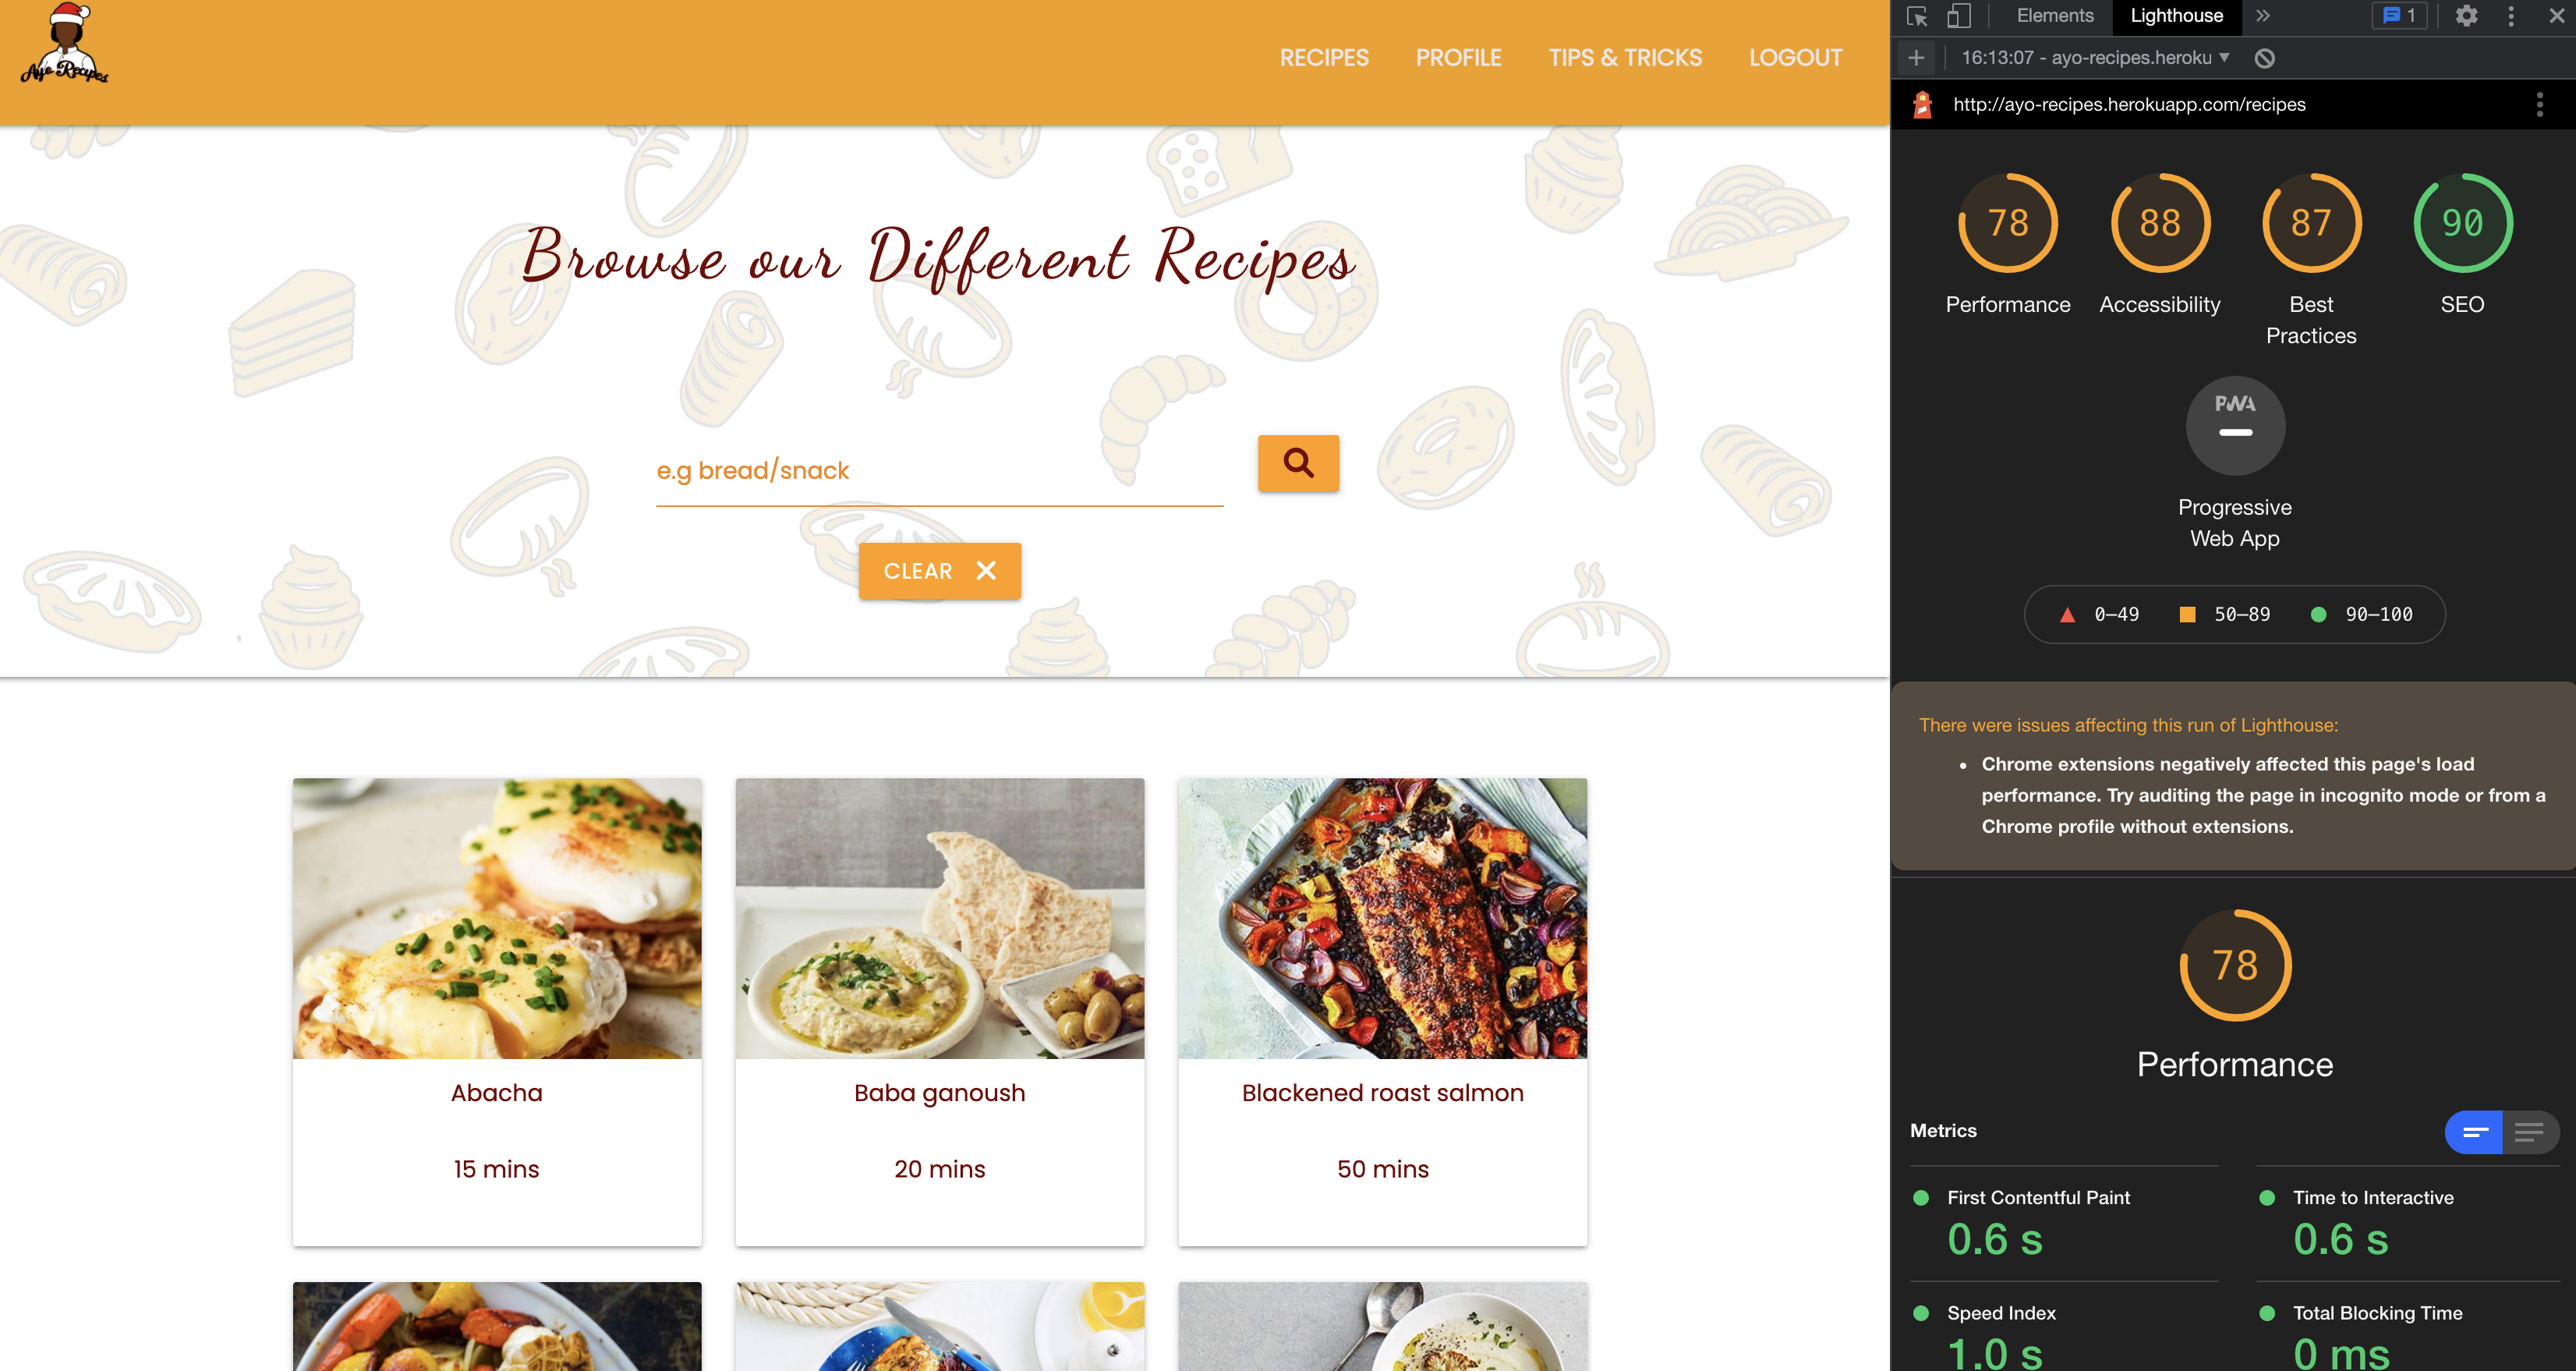 Ayo Recipes
RECIPES PROFILE TIPS & TRICKS LOGOUT
Browse our Different Recipes
e.g bread/snack
CLEAR
Abacha
15 mins
Baba ganoush
20 mins
Blackened roast salmon
50 mins
Elements Lighthouse 1
16:13:07 - ayo-recipes.heroku
http://ayo-recipes.herokuapp.com/recipes
78 88 87 90
Performance Accessibility Best Practices SEO
PWA
Progressive
Web App
0–49 50–89 90–100
There were issues affecting this run of Lighthouse:
Chrome extensions negatively affected this page's load
performance. Try auditing the page in incognito mode or from a
Chrome profile without extensions.
78
Performance
Metrics
First Contentful Paint
0.6 s
Time to Interactive
0.6 s
Speed Index
1.0 s
Total Blocking Time
0 ms